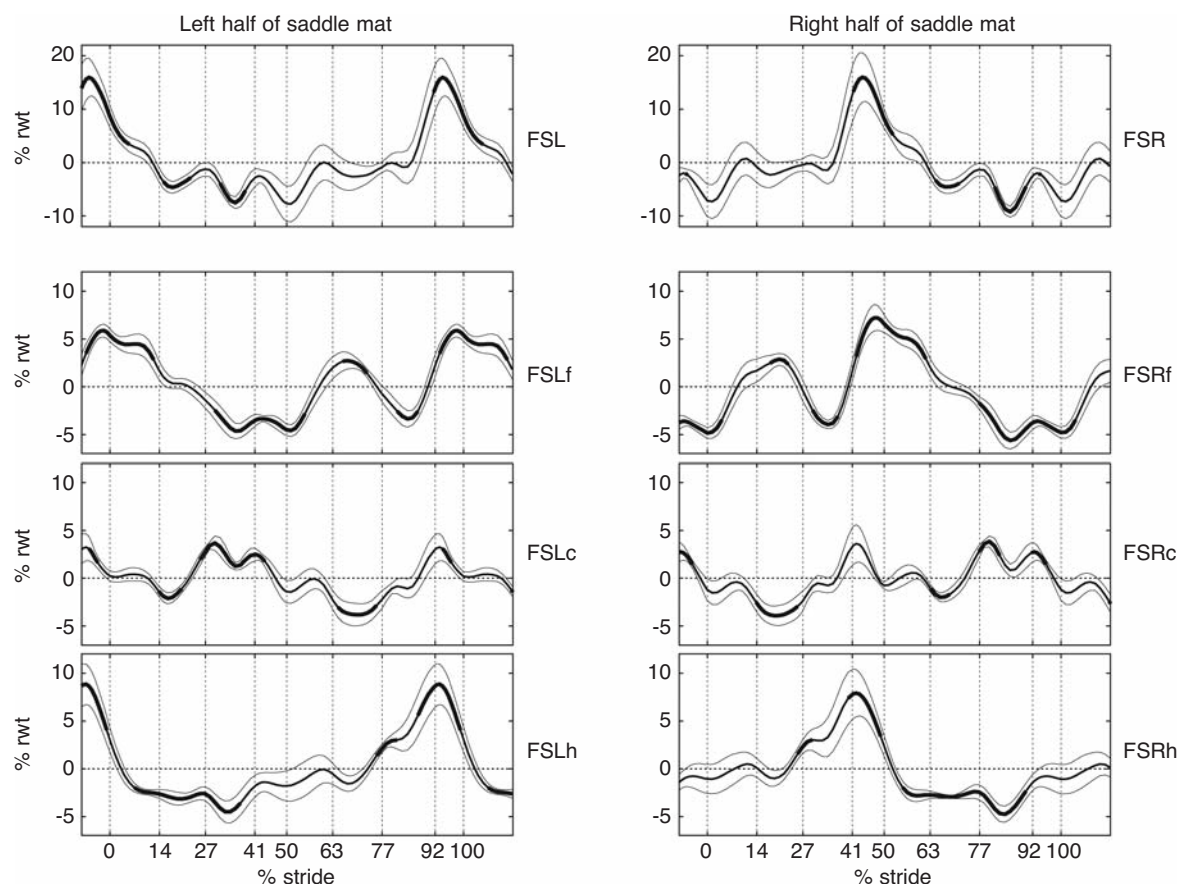 Left half of saddle mat
Right half of saddle mat
% rwt
20
10
0
-10
FSL
20
10
0
-10
FSR
% rwt
10
5
0
-5
FSLf
10
5
0
-5
FSRf
% rwt
10
5
0
-5
FSLc
10
5
0
-5
FSRc
% rwt
10
5
0
-5
FSLh
10
5
0
-5
FSRh
0 14 27 41 50 63 77 92 100
0 14 27 41 50 63 77 92 100
% stride
% stride